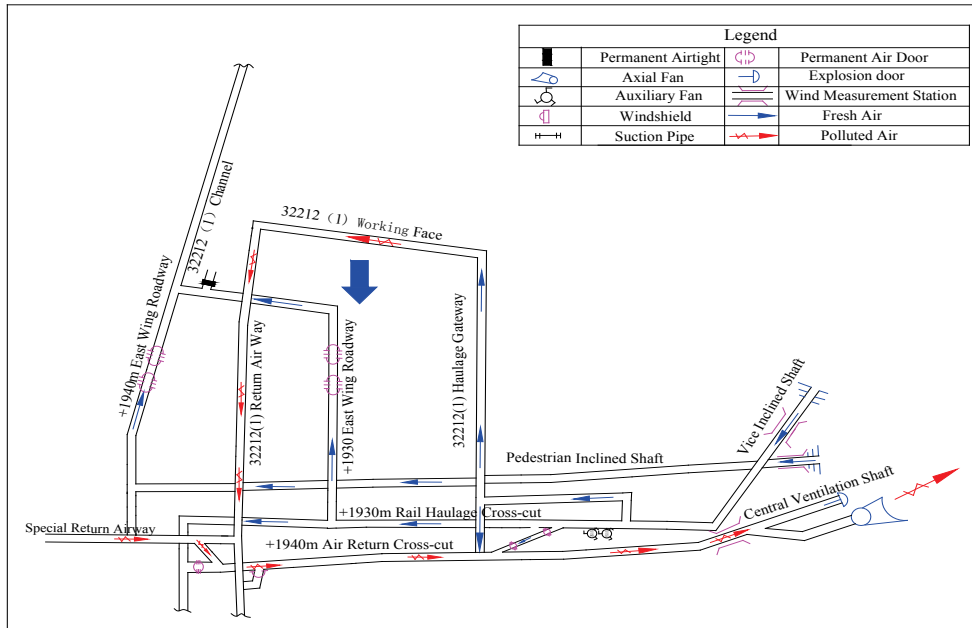 Legend
Permanent Airtight
Permanent Air Door
Axial Fan
Explosion door
Auxiliary Fan
Wind Measurement Station
Windshield
Fresh Air
Suction Pipe
Polluted Air
32212 (1) Channel
32212 (1) Working Face
+1940m East Wing Roadway
32212(1) Return Air Way
+1930 East Wing Roadway
32212(1) Haulage Gateway
Vice Inclined Shaft
Pedestrian Inclined Shaft
Central Ventilation Shaft
+1930m Rail Haulage Cross-cut
Special Return Airway
+1940m Air Return Cross-cut